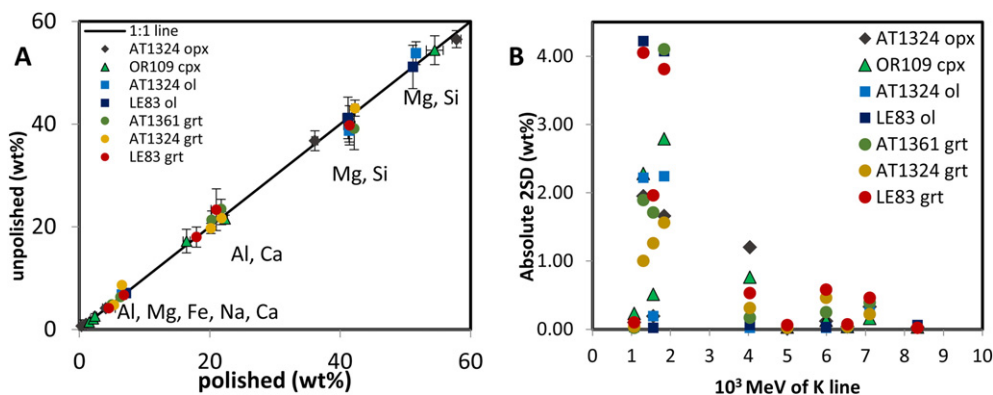 A
60
40
20
0
unpolished (wt%)
1:1 line
AT1324 opx
OR109 cpx
AT1324 ol
LE83 ol
AT1361 grt
AT1324 grt
LE83 grt
Mg, Si
Mg, Si
Al, Ca
Al, Mg, Fe, Na, Ca
0 20 40 60
polished (wt%)
B
4.00
3.00
2.00
1.00
0.00
Absolute 2SD (wt%)
AT1324 opx
OR109 cpx
AT1324 ol
LE83 ol
AT1361 grt
AT1324 grt
LE83 grt
0 1 2 3 4 5 6 7 8 9 10
10³ MeV of K line